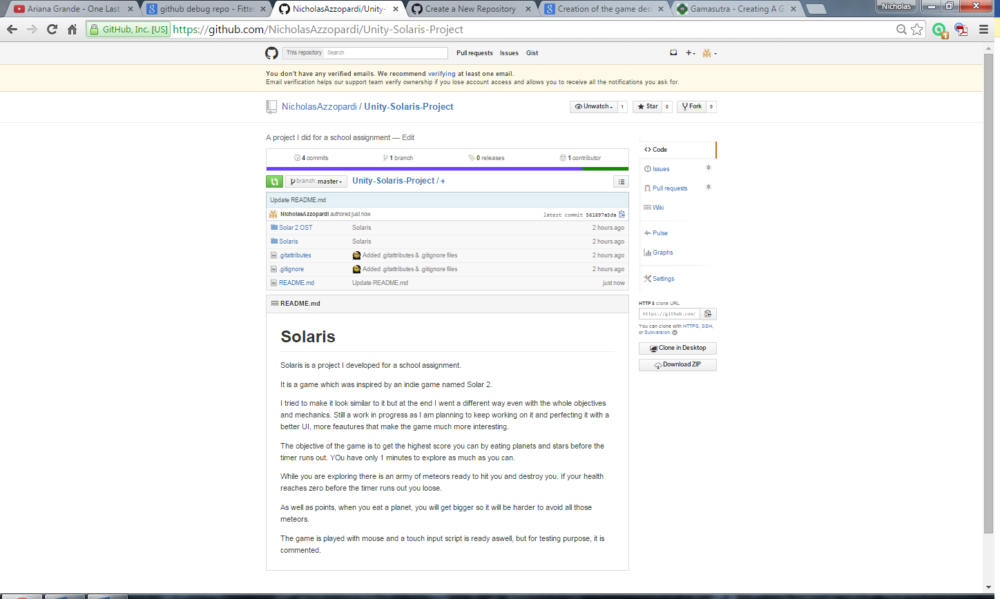 Ariana Grande - One Last
github debug repo - Fitte
NicholasAzzopardi/Unity-
Create a New Repository
Creation of the game des
Gamasutra - Creating A G
Nicholas
GitHub, Inc. [US] https://github.com/NicholasAzzopardi/Unity-Solaris-Project
1
This repository Search Pull requests Issues Gist
You don't have any verified emails. We recommend verifying at least one email.
Email verification helps our support team verify ownership if you lose account access and allows you to receive all the notifications you ask for.
NicholasAzzopardi / Unity-Solaris-Project
Unwatch 1 Star 0 Fork 0
A project I did for a school assignment — Edit
4 commits 1 branch 0 releases 1 contributor
branch: master Unity-Solaris-Project / +
Update README.md
NicholasAzzopardi authored just now latest commit 361897a3da
Solar 2 OST Solaris 2 hours ago
Solaris Solaris 2 hours ago
.gitattributes Added .gitattributes & .gitignore files 2 hours ago
.gitignore Added .gitattributes & .gitignore files 2 hours ago
README.md Update README.md just now
README.md
Solaris
Solaris is a project I developed for a school assignment.
It is a game which was inspired by an indie game named Solar 2.
I tried to make it look similar to it but at the end I went a different way even with the whole objectives
and mechanics. Still a work in progress as I am planning to keep working on it and perfecting it with a
better UI, more feautures that make the game much more interesting.
The objective of the game is to get the highest score you can by eating planets and stars before the
timer runs out. YOu have only 1 minutes to explore as much as you can.
While you are exploring there is an army of meteors ready to hit you and destroy you. If your health
reaches zero before the timer runs out you loose.
As well as points, when you eat a planet, you will get bigger so it will be harder to avoid all those
meteors.
The game is played with mouse and a touch input script is ready aswell, but for testing purpose, it is
commented.
Code
Issues 0
Pull requests 0
Wiki
Pulse
Graphs
Settings
HTTPS clone URL
https://github.com/
You can clone with HTTPS, SSH,
or Subversion.
Clone in Desktop
Download ZIP